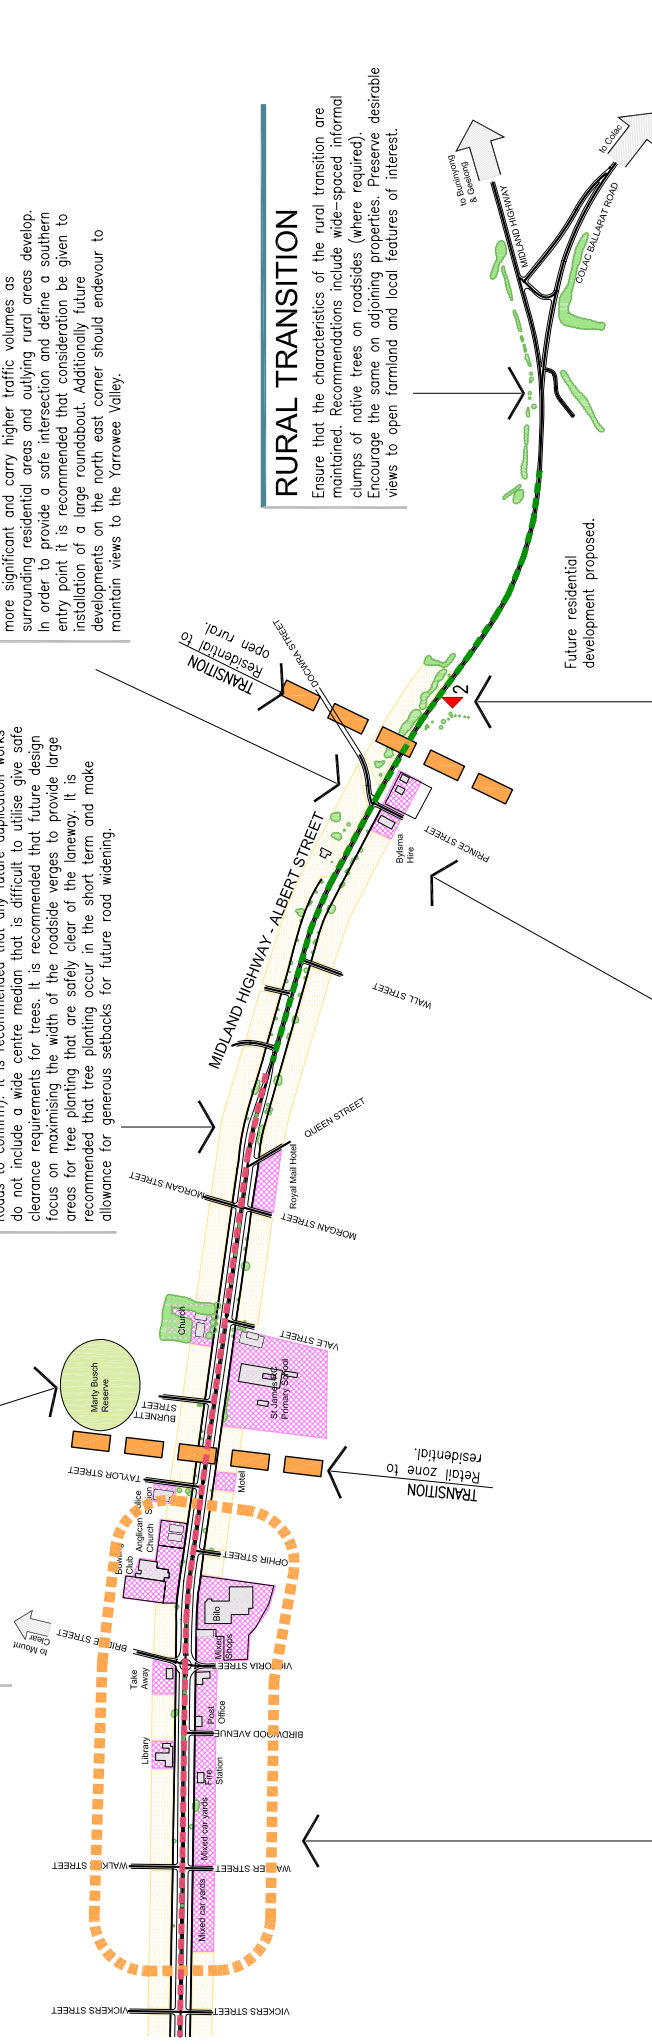 more significant and carry higher traffic volumes as
surrounding residential areas and outlying rural areas develop.
In order to provide a safe intersection and define a southern
entry point it is recommended that consideration be given to
installation of a large roundabout. Additionally future
developments on the north east corner should endevour to
maintain views to the Yarrowee Valley.
RURAL TRANSITION
Ensure that the characteristics of the rural transition are
maintained. Recommendations include wide-spaced informal
clumps of native trees on roadsides (where required).
Encourage the same on adjoining properties. Preserve desirable
views to open farmland and local features of interest.
to Buninyong
& Geelong
MIDLAND HIGHWAY
to Colac
COLAC BALLARAT ROAD
Future residential
development proposed.
TRANSITION
Residential to
open rural.
DOCWRA STREET
2
PRINCE STREET
Bylsma
Hire
MIDLAND HIGHWAY - ALBERT STREET
WALL STREET
do not include a wide centre median that is difficult to utilise give safe
clearance requirements for trees. It is recommended that future design
focus on maximising the width of the roadside verges to provide large
areas for tree planting that are safely clear of the laneway. It is
recommended that tree planting occur in the short term and make
allowance for generous setbacks for future road widening.
QUEEN STREET
Royal Mail Hotel
MORGAN STREET
MORGAN STREET
Church
VALE STREET
St James RC
Primary School
Marty Busch
Reserve
BURNETT
STREET
TRANSITION
Retail zone to
residential.
TAYLOR STREET
Motel
Anglican
Church
Club
OPHIR STREET
Bilo
to Mount
Clear
BRIDGE STREET
Mixed
Shops
VICTORIA STREET
Take
Away
Post
Office
BIRDWOOD AVENUE
Library
Fire
Station
Mixed car yards
WALKER STREET
WALKER STREET
Mixed car yards
VICKERS STREET
VICKERS STREET